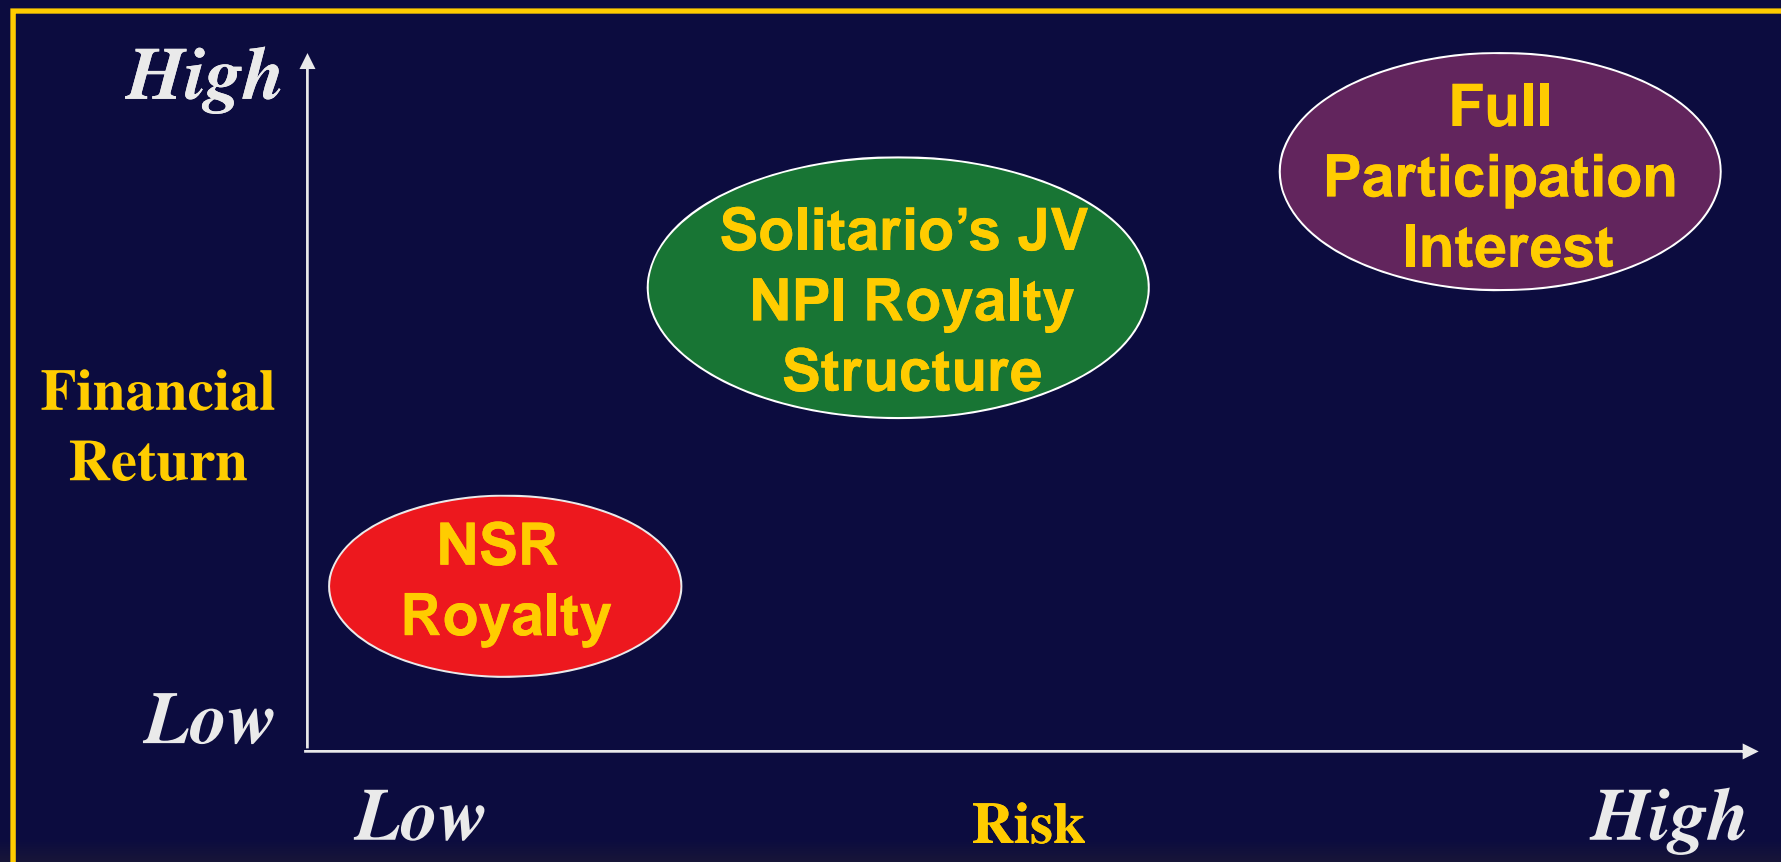 High
Full
Participation
Interest
Solitario’s JV
NPI Royalty
Structure
Financial
Return
NSR
Royalty
Low
Low
Risk
High